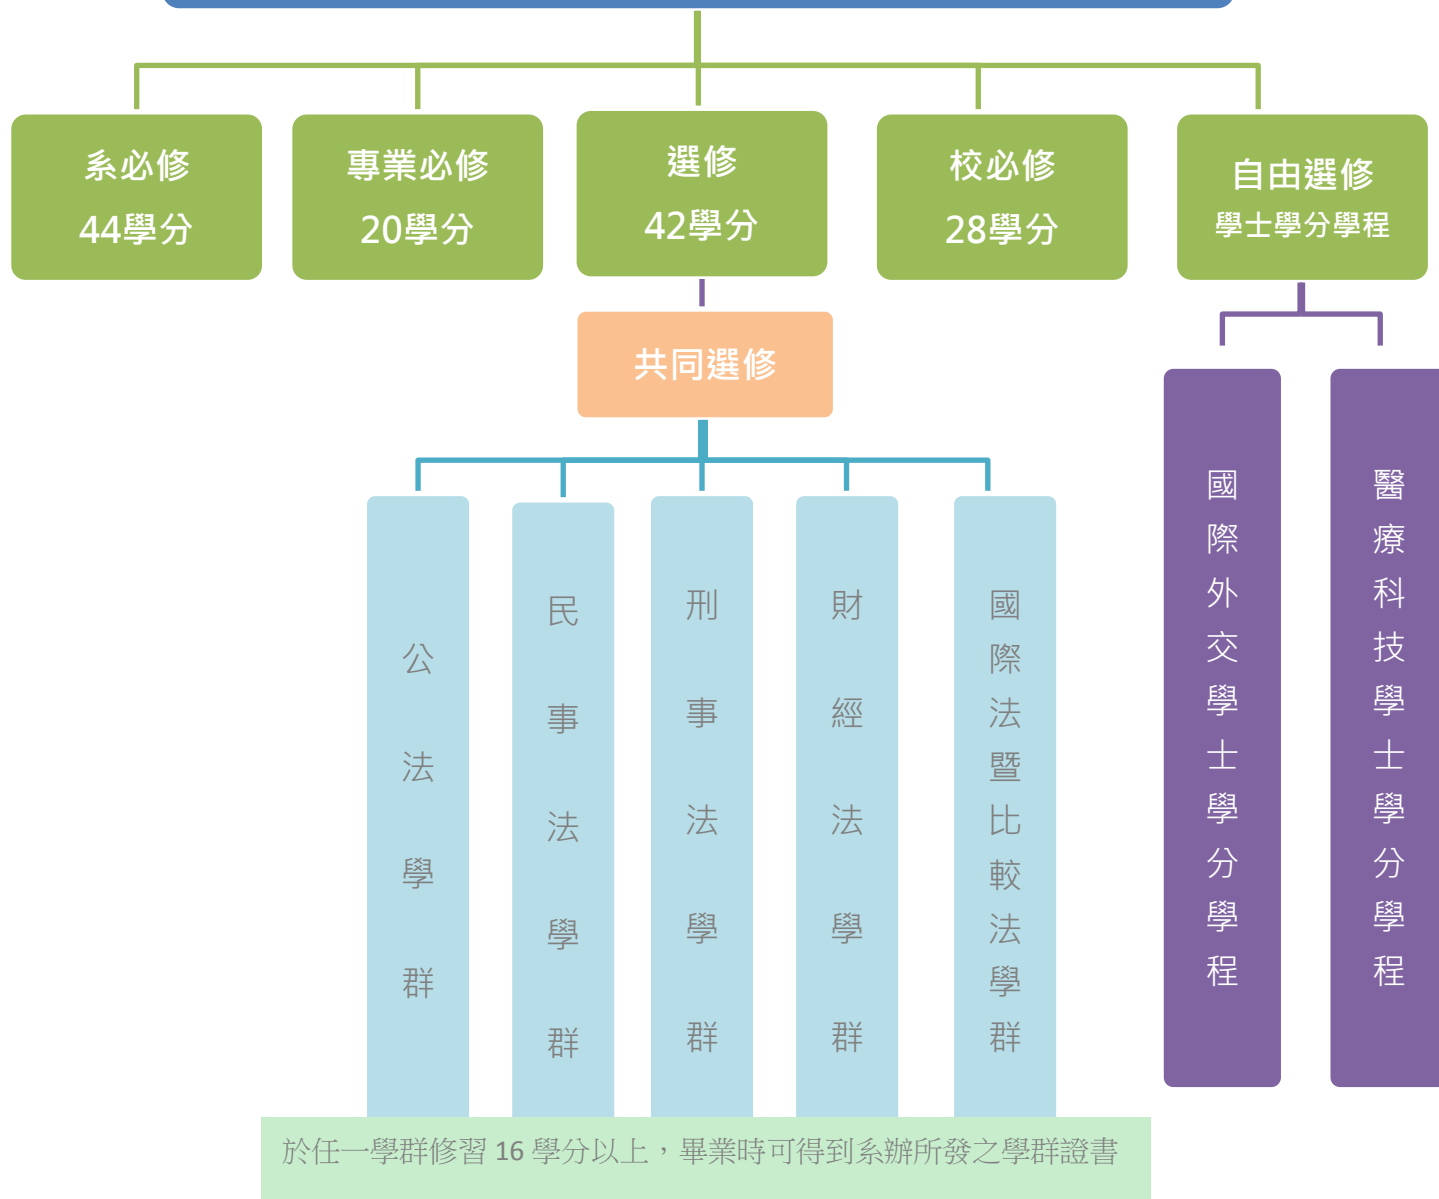 系必修
44學分
專業必修
20學分
選修
42學分
校必修
28學分
自由選修
學士學分學程
共同選修
公法學群
民事法學群
刑事法學群
財經法學群
國際法暨比較法學群
國際外交學士學分學程
醫療科技學士學分學程
於任一學群修習 16 學分以上，畢業時可得到系辦所發之學群證書